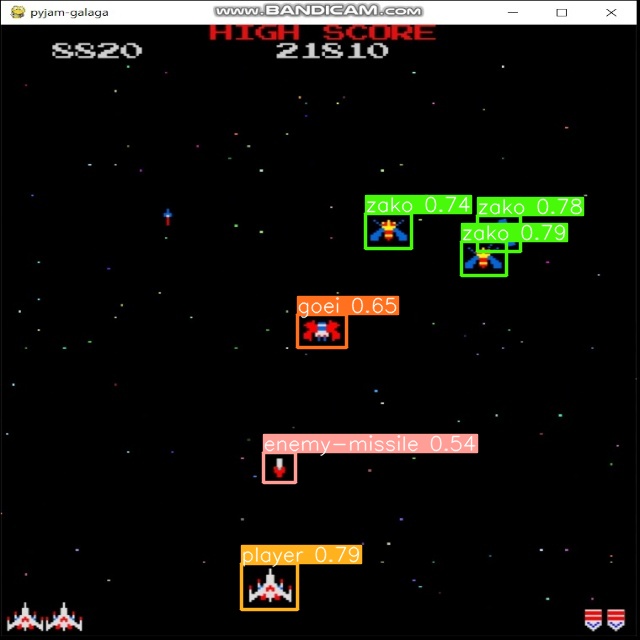 pyjam-galaga
www.BANDICAM.com
HIGH SCORE
8820
21810
zako 0.74
zako 0.78
zako 0.79
goei 0.65
enemy-missile 0.54
player 0.79